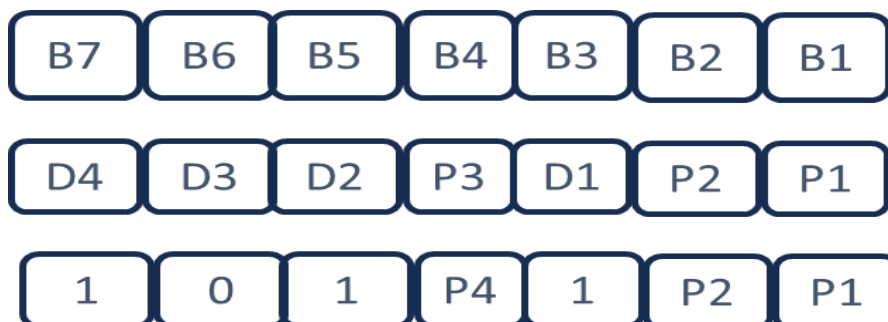 B7 B6 B5 B4 B3 B2 B1
D4 D3 D2 P3 D1 P2 P1
1 0 1 P4 1 P2 P1